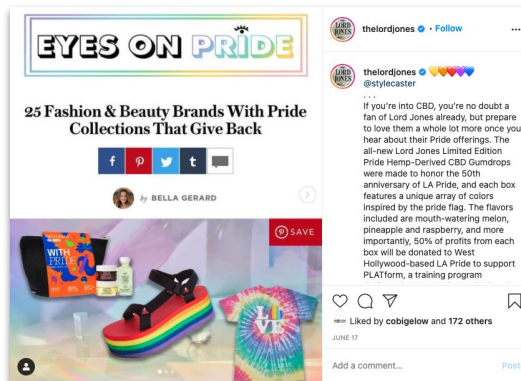 EYES ON PRIDE
25 Fashion & Beauty Brands With Pride
Collections That Give Back
by BELLA GERARD
SAVE
WITH
PRIDE
LOVE
LORD
JONES
thelordjones • Follow
LORD
JONES
thelordjones
@stylecaster
. . .
If you're into CBD, you're no doubt a
fan of Lord Jones already, but prepare
to love them a whole lot more once you
hear about their Pride offerings. The
all-new Lord Jones Limited Edition
Pride Hemp-Derived CBD Gumdrops
were made to honor the 50th
anniversary of LA Pride, and each box
features a unique array of colors
inspired by the pride flag. The flavors
included are mouth-watering melon,
pineapple and raspberry, and more
importantly, 50% of profits from each
box will be donated to West
Hollywood-based LA Pride to support
PLATform, a training program
Liked by cobigelow and 172 others
JUNE 17
Add a comment...
Post